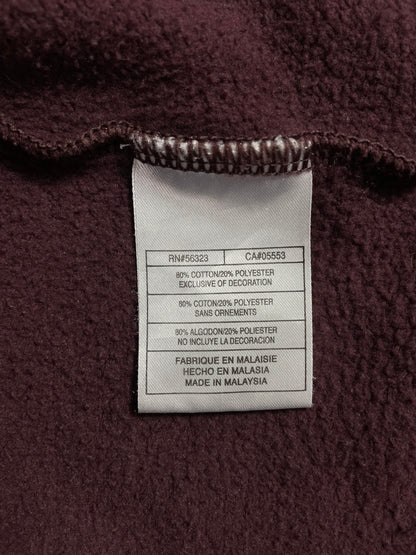 RN#56323 CA#05553
80% COTTON/20% POLYESTER
EXCLUSIVE OF DECORATION
80% COTON/20% POLYESTER
SANS ORNEMENTS
80% ALGODON/20% POLIESTER
NO INCLUYE LA DECORACION
FABRIQUE EN MALAISIE
HECHO EN MALASIA
MADE IN MALAYSIA